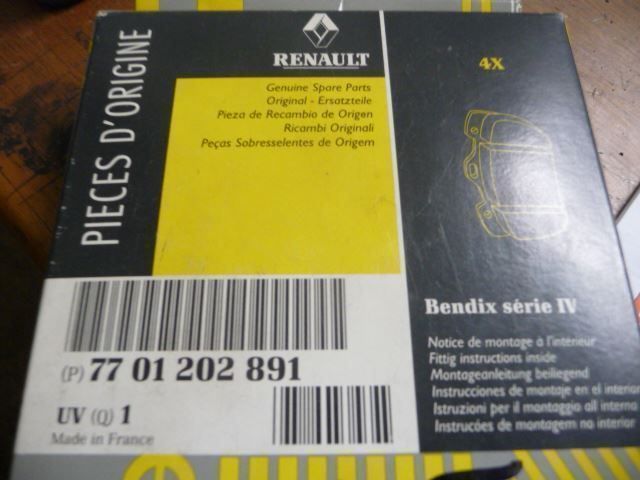 PIECES D'ORIGINE
RENAULT
Genuine Spare Parts
Original - Ersatzteile
Pieza de Recambio de Origen
Ricambi Originali
Peças Sobresselentes de Origem
4X
Bendix série IV
Notice de montage à l'interieur
Fittig instructions inside
Montageanleitung beiliegend
Instrucciones de montaje en el interior
Istruzioni per il montaggio all interno
Instrucóes de montagem no interior
(P) 77 01 202 891
UV (Q) 1
Made in France